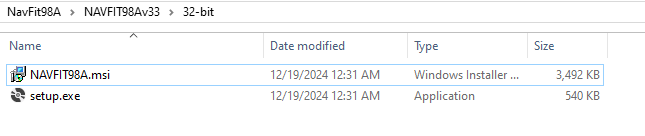 NavFit98A > NAVFIT98Av33 > 32-bit
Name Date modified Type Size
NAVFIT98A.msi 12/19/2024 12:31 AM Windows Installer ... 3,492 KB
setup.exe 12/19/2024 12:31 AM Application 540 KB